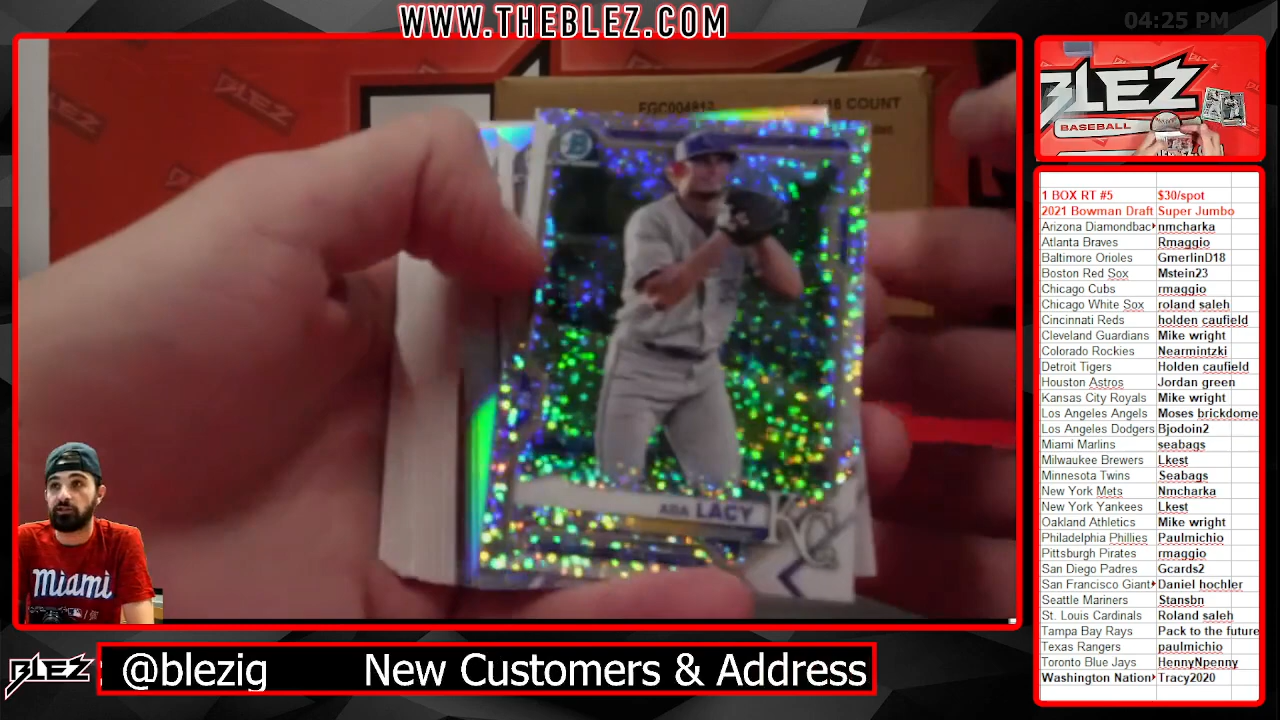 WWW.THEBLEZ.COM
04:25 PM
BLEZ
FGC004812
4/16 COUNT
BLEZ
BASEBALL
B
ASIA LACY
KC
Miami
1 BOX RT #5 $30/spot
2021 Bowman Draft Super Jumbo
Arizona Diamondbac nmcharka
Atlanta Braves Rmaggio
Baltimore Orioles GmerlinD18
Boston Red Sox Mstein23
Chicago Cubs rmaggio
Chicago White Sox roland saleh
Cincinnati Reds holden caufield
Cleveland Guardians Mike wright
Colorado Rockies Nearmintzki
Detroit Tigers Holden caufield
Houston Astros Jordan green
Kansas City Royals Mike wright
Los Angeles Angels Moses brickdome
Los Angeles Dodgers Bjodoin2
Miami Marlins seabags
Milwaukee Brewers Lkest
Minnesota Twins Seabags
New York Mets Nmcharka
New York Yankees Lkest
Oakland Athletics Mike wright
Philadelphia Phillies Paulmichio
Pittsburgh Pirates rmaggio
San Diego Padres Gcards2
San Francisco Giant Daniel hochler
Seattle Mariners Stansbn
St. Louis Cardinals Roland saleh
Tampa Bay Rays Pack to the future
Texas Rangers paulmichio
Toronto Blue Jays HennyNpenny
Washington Nation Tracy2020
BLEZ
@blezig New Customers & Address